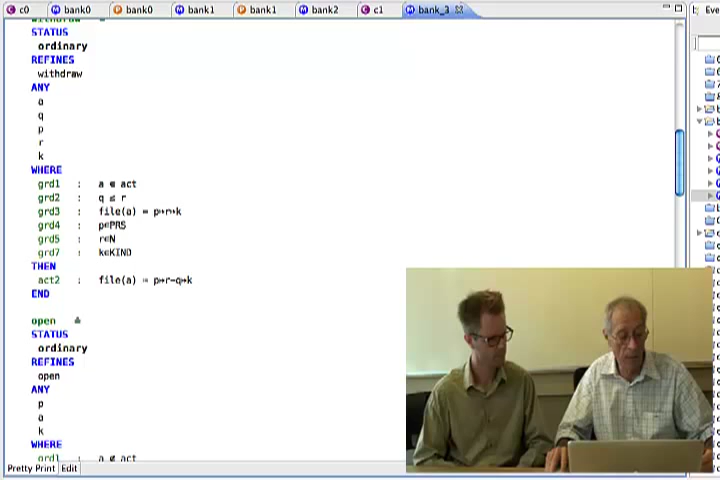 c0 bank0 bank0 bank1 bank1 bank2 c1 bank_3 Eve
withdraw ≙
STATUS
ordinary
REFINES
withdraw
ANY
a
q
p
r
k
WHERE
grd1 : a ∈ act
grd2 : q ≤ r
grd3 : file(a) = p↦r↦k
grd4 : p∈PRS
grd5 : r∈ℕ
grd7 : k∈KIND
THEN
act2 : file(a) ≔ p↦r−q↦k
END
open ≙
STATUS
ordinary
REFINES
open
ANY
p
a
k
WHERE
grd1 : a ∉ act
Pretty Print Edit